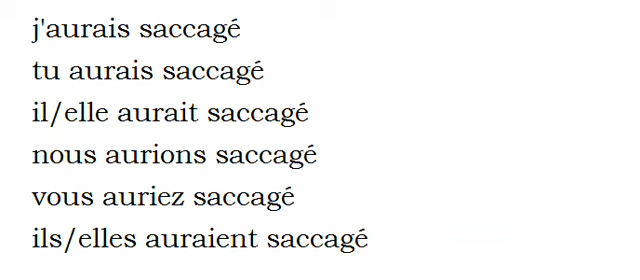 j'aurais saccagé
tu aurais saccagé
il/elle aurait saccagé
nous aurions saccagé
vous auriez saccagé
ils/elles auraient saccagé